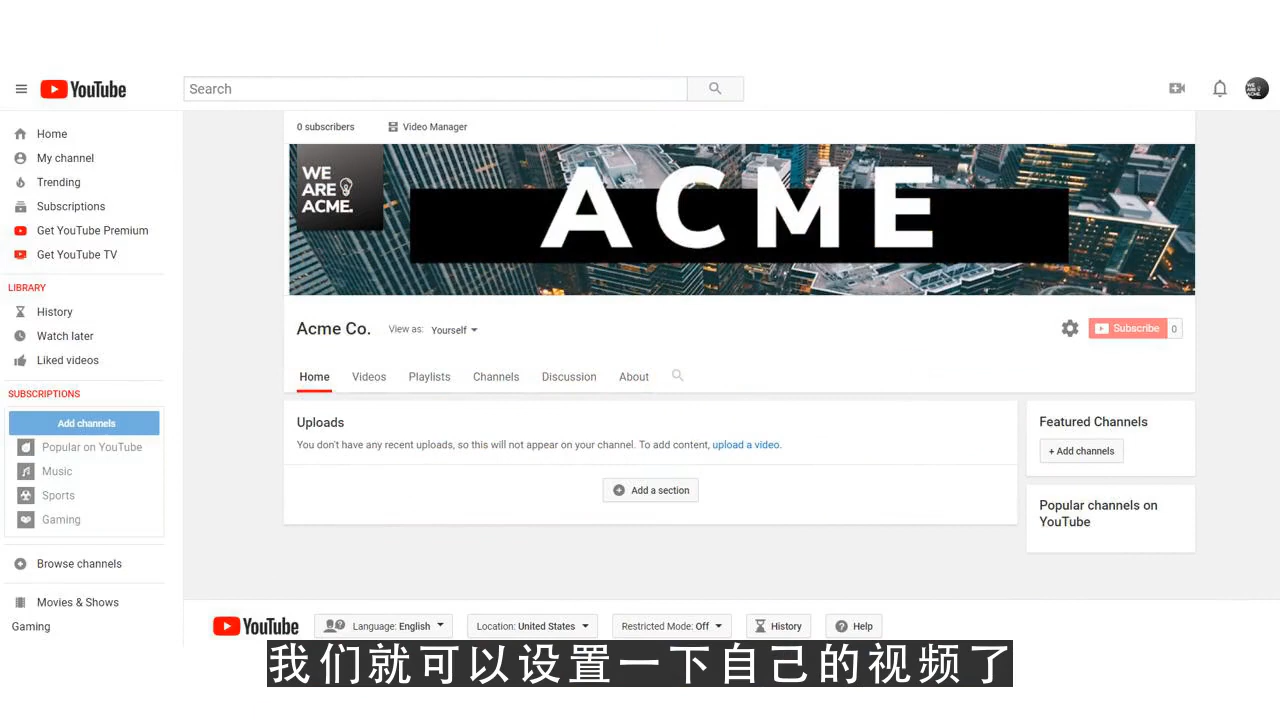 YouTube
Search
WE ARE ACME.
Home
My channel
Trending
Subscriptions
Get YouTube Premium
Get YouTube TV
LIBRARY
History
Watch later
Liked videos
SUBSCRIPTIONS
Add channels
Popular on YouTube
Music
Sports
Gaming
Browse channels
Movies & Shows
Gaming
0 subscribers
Video Manager
WE
ARE
ACME.
ACME
Acme Co. View as: Yourself
Subscribe 0
Home Videos Playlists Channels Discussion About
Uploads
You don't have any recent uploads, so this will not appear on your channel. To add content, upload a video.
Add a section
Featured Channels
+ Add channels
Popular channels on
YouTube
YouTube Language: English Location: United States Restricted Mode: Off History Help
我们就可以设置一下自己的视频了